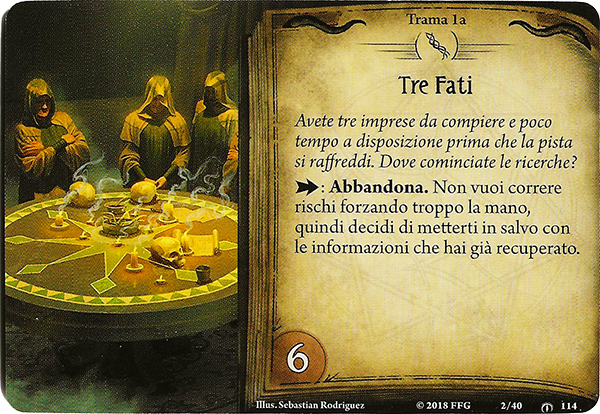 Trama 1a
Tre Fati
Avete tre imprese da compiere e poco
tempo a disposizione prima che la pista
si raffreddi. Dove cominciate le ricerche?
: Abbandona. Non vuoi correre
rischi forzando troppo la mano,
quindi decidi di metterti in salvo con
le informazioni che hai già recuperato.
6
Illus. Sebastian Rodriguez © 2018 FFG 2/40 114